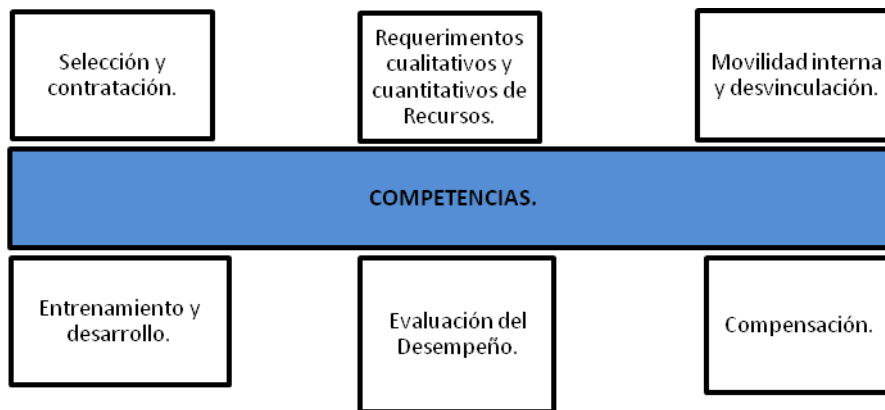 Selección y
contratación.
Requerimentos
cualitativos y
cuantitativos de
Recursos.
Movilidad interna
y desvinculación.
COMPETENCIAS.
Entrenamiento y
desarrollo.
Evaluación del
Desempeño.
Compensación.